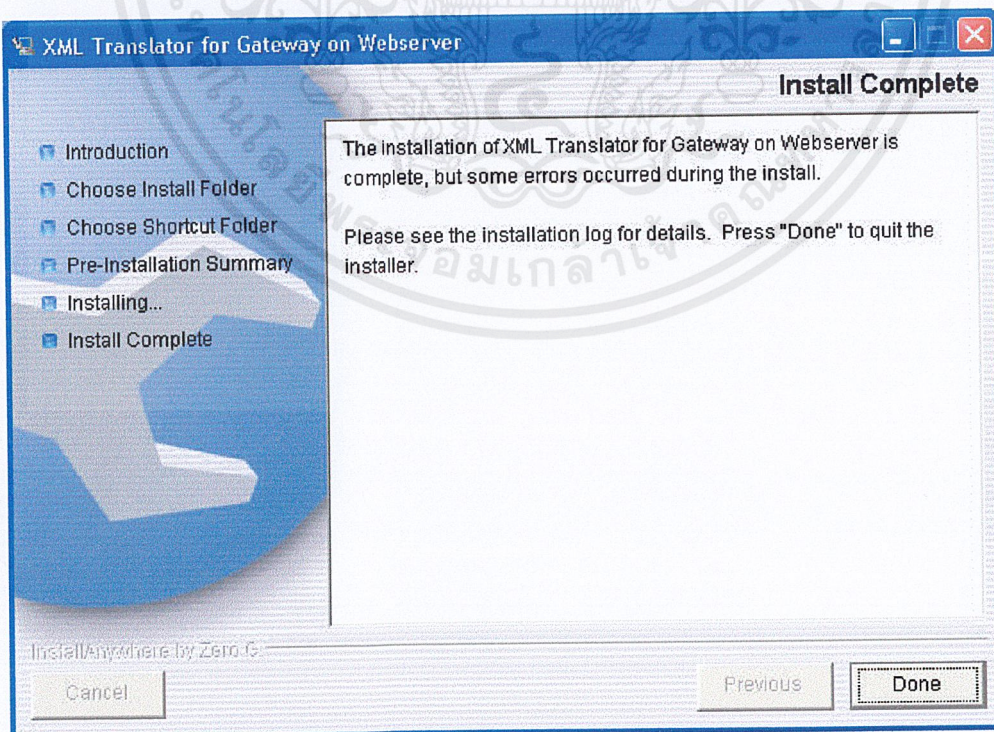 XML Translator for Gateway on Webserver
Install Complete
Introduction
Choose Install Folder
Choose Shortcut Folder
Pre-Installation Summary
Installing...
Install Complete
The installation of XML Translator for Gateway on Webserver is
complete, but some errors occurred during the install.
Please see the installation log for details. Press "Done" to quit the
installer.
InstallAnywhere by Zero G
Cancel
Previous
Done